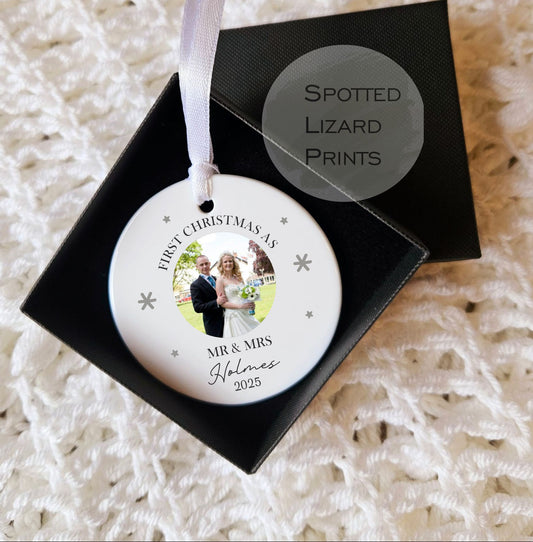 SPOTTED
LIZARD
PRINTS
FIRST CHRISTMAS AS
MR & MRS
Holmes
2025